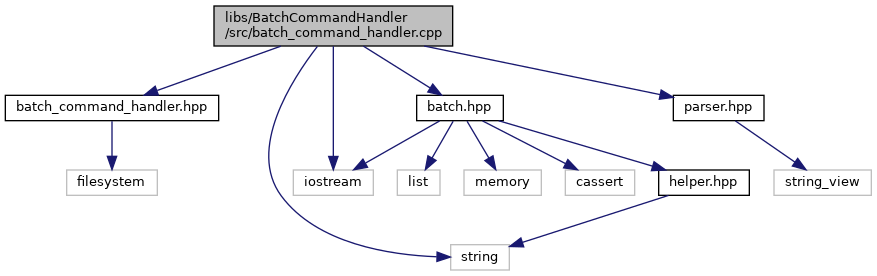 libs/BatchCommandHandler
/src/batch_command_handler.cpp
batch_command_handler.hpp
batch.hpp
parser.hpp
filesystem
iostream
list
memory
cassert
helper.hpp
string_view
string